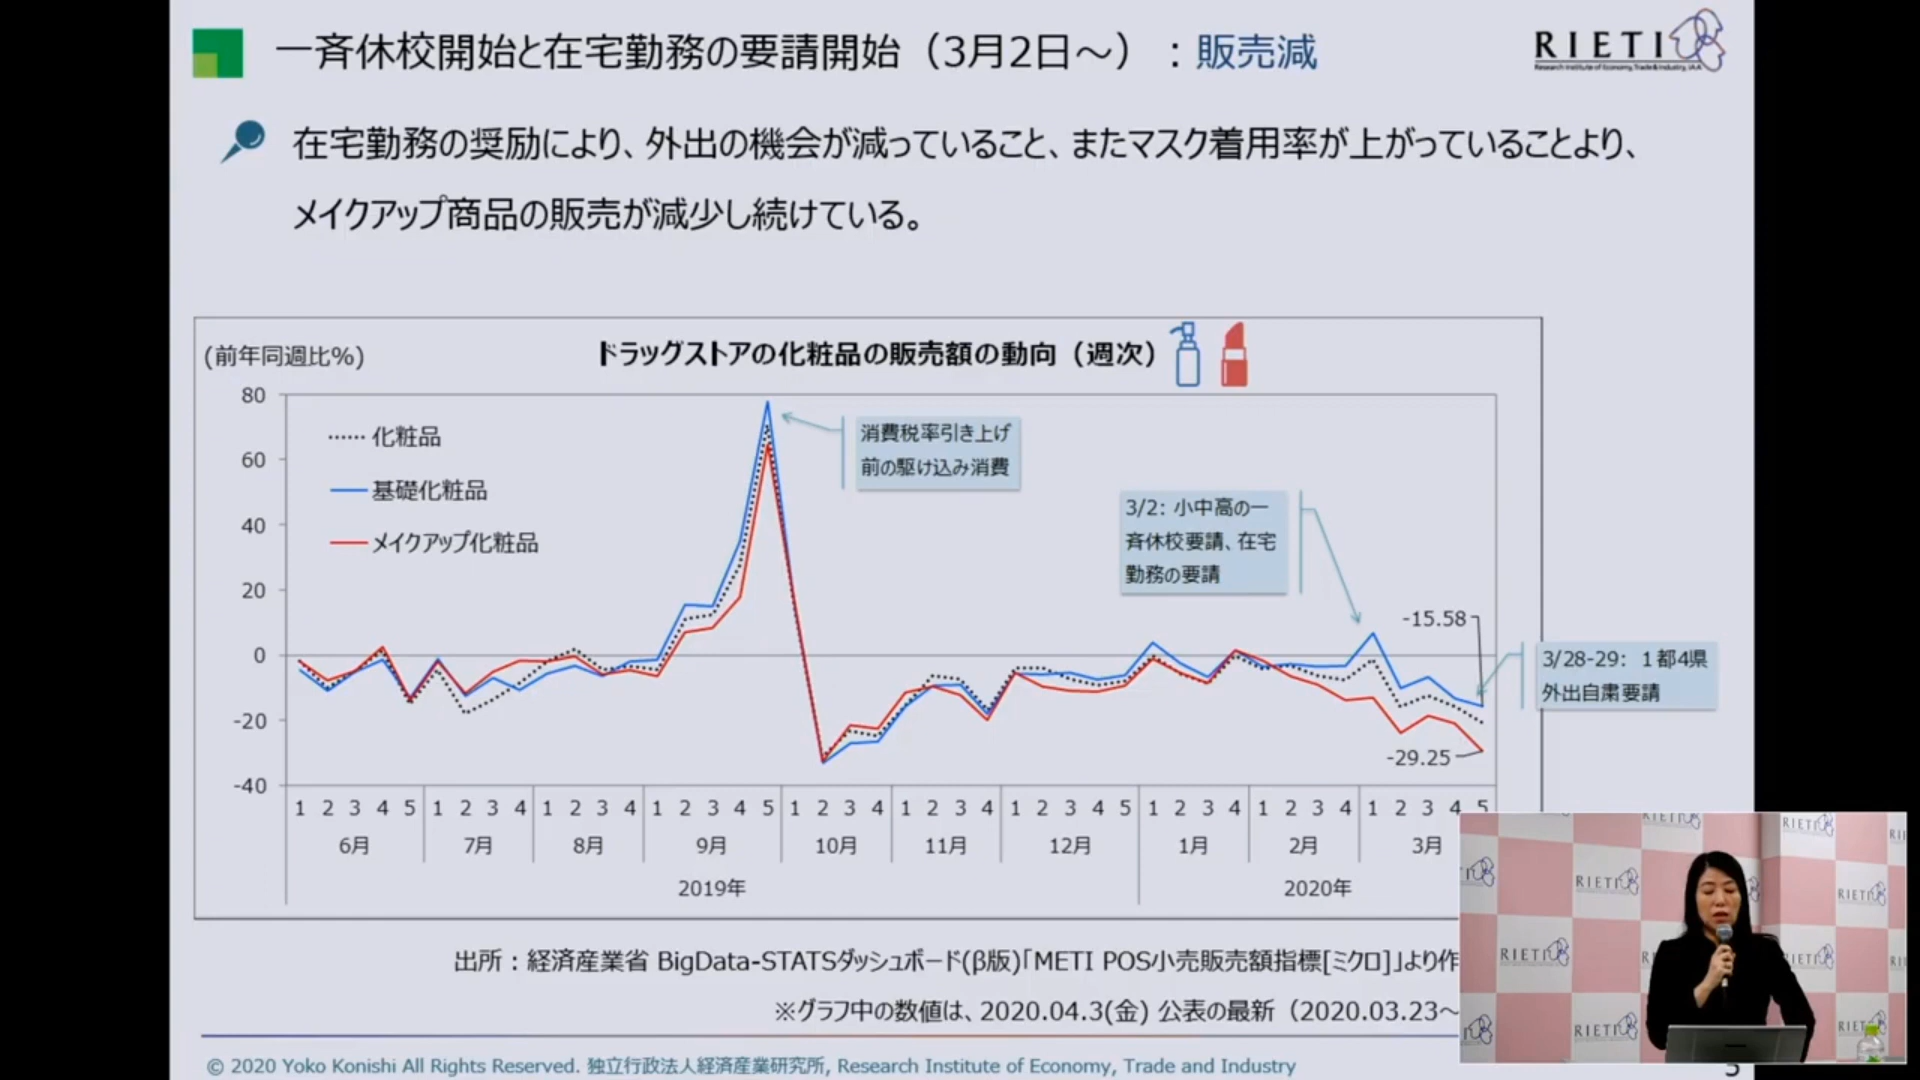 一斉休校開始と在宅勤務の要請開始（3月2日～）：販売減
RIETI
Research Institute of Economy, Trade & Industry, IAA
在宅勤務の奨励により、外出の機会が減っていること、またマスク着用率が上がっていることより、
メイクアップ商品の販売が減少し続けている。
(前年同週比%)
ドラッグストアの化粧品の販売額の動向（週次）
80
60
40
20
0
-20
-40
化粧品
基礎化粧品
メイクアップ化粧品
消費税率引き上げ
前の駆け込み消費
3/2: 小中高の一
斉休校要請、在宅
勤務の要請
-15.58
-29.25
3/28-29: 1都4県
外出自粛要請
1 2 3 4 5 1 2 3 4 1 2 3 4 1 2 3 4 5 1 2 3 4 1 2 3 4 1 2 3 4 5 1 2 3 4 1 2 3 4 1 2 3 4 5
6月 7月 8月 9月 10月 11月 12月 1月 2月 3月
2019年 2020年
出所：経済産業省 BigData-STATSダッシュボード(β版)「METI POS小売販売額指標[ミクロ]」より作
※グラフ中の数値は、2020.04.3(金) 公表の最新（2020.03.23～
© 2020 Yoko Konishi All Rights Reserved. 独立行政法人経済産業研究所, Research Institute of Economy, Trade and Industry
5
RIETI
RIETI
RIETI
RIETI
RIETI
RIETI
RIETI